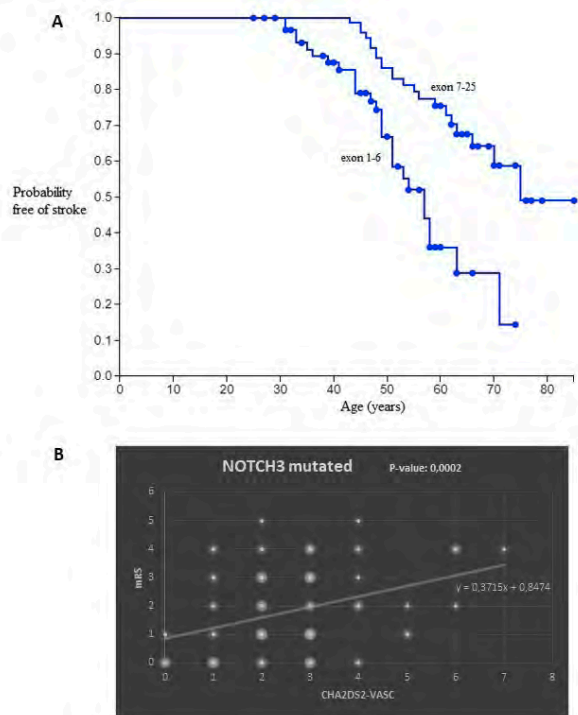 A
1.0
0.9
0.8
0.7
0.6
0.5
0.4
0.3
0.2
0.1
0.0
Probability
free of stroke
exon 7-25
exon 1-6
0 10 20 30 40 50 60 70 80
Age (years)
B
NOTCH3 mutated
P-value: 0,0002
6
5
4
3
2
1
0
mRS
y = 0,3715x + 0,8474
0 1 2 3 4 5 6 7 8
CHA2DS2-VASC